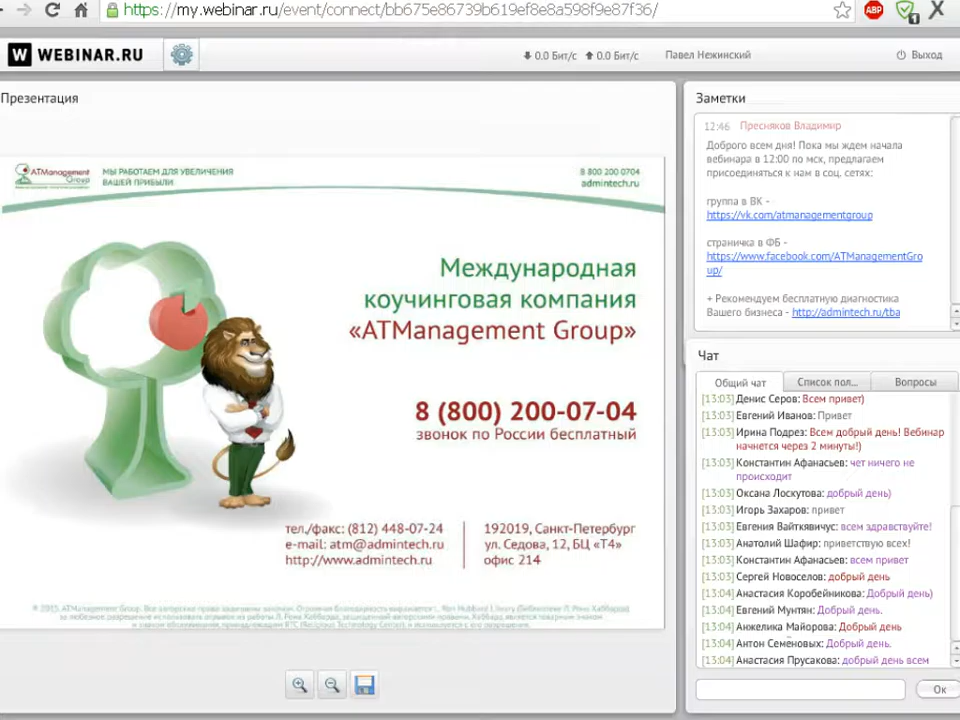 https://my.webinar.ru/event/connect/bb675e86739b619ef8e8a598f9e87f36/
ABP
1
W WEBINAR.RU
0.0 Бит/с 0.0 Бит/с
Павел Нежинский
Выход
Презентация
ATManagement
Group
МЫ РАБОТАЕМ ДЛЯ УВЕЛИЧЕНИЯ
ВАШЕЙ ПРИБЫЛИ
8 800 200 0704
admintech.ru
Международная
коучинговая компания
«ATManagement Group»
8 (800) 200-07-04
звонок по России бесплатный
тел./факс: (812) 448-07-24
e-mail: atm@admintech.ru
http://www.admintech.ru
192019, Санкт-Петербург
ул. Седова, 12, БЦ «Т4»
офис 214
Заметки
12:46 Пресняков Владимир
Доброго всем дня! Пока мы ждем начала
вебинара в 12:00 по мск, предлагаем
присоединяться к нам в соц. сетях:
группа в ВК -
https://vk.com/atmanagementgroup
страничка в ФБ -
https://www.facebook.com/ATManagementGro
up/
+ Рекомендуем бесплатную диагностика
Вашего бизнеса - http://admintech.ru/tba
Чат
Общий чат
Список пол...
Вопросы
[13:03] Денис Серов: Всем привет)
[13:03] Евгений Иванов: Привет
[13:03] Ирина Подрез: Всем добрый день! Вебинар
начнется через 2 минуты!)
[13:03] Константин Афанасьев: чет ничего не
происходит
[13:03] Оксана Лоскутова: добрый день)
[13:03] Игорь Захаров: привет
[13:03] Евгения Вайткявичус: всем здравствуйте!
[13:03] Анатолий Шафир: приветствую всех!
[13:03] Константин Афанасьев: всем привет
[13:03] Сергей Новоселов: добрый день
[13:04] Анастасия Коробейникова: Добрый день)
[13:04] Евгений Мунтян: Добрый день.
[13:04] Анжелика Майорова: Добрый день
[13:04] Антон Семёновых: Добрый день.
[13:04] Анастасия Прусакова: добрый день всем
Ок